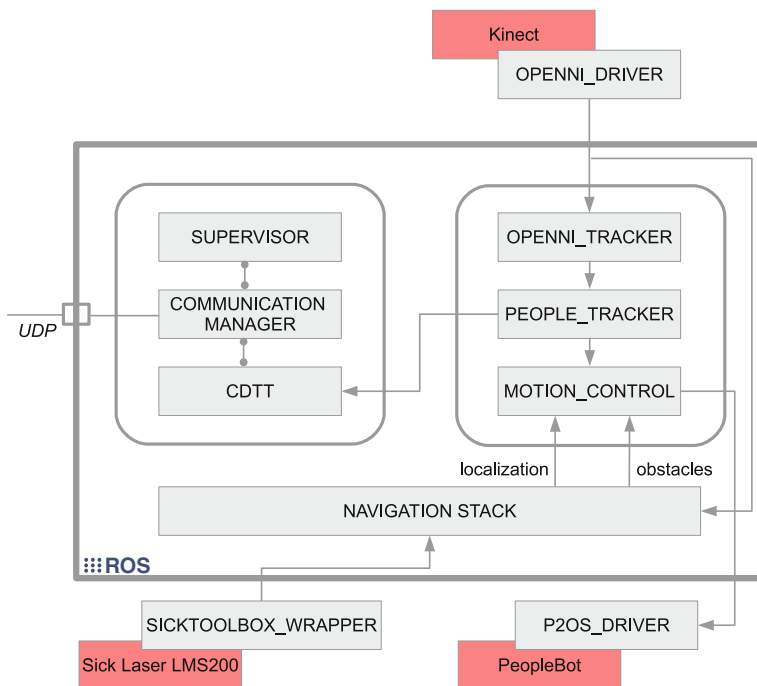 Kinect
OPENNI_DRIVER
SUPERVISOR
OPENNI_TRACKER
COMMUNICATION
MANAGER
PEOPLE_TRACKER
UDP
CDTT
MOTION_CONTROL
localization
obstacles
NAVIGATION STACK
ROS
SICKTOOLBOX_WRAPPER
P2OS_DRIVER
Sick Laser LMS200
PeopleBot